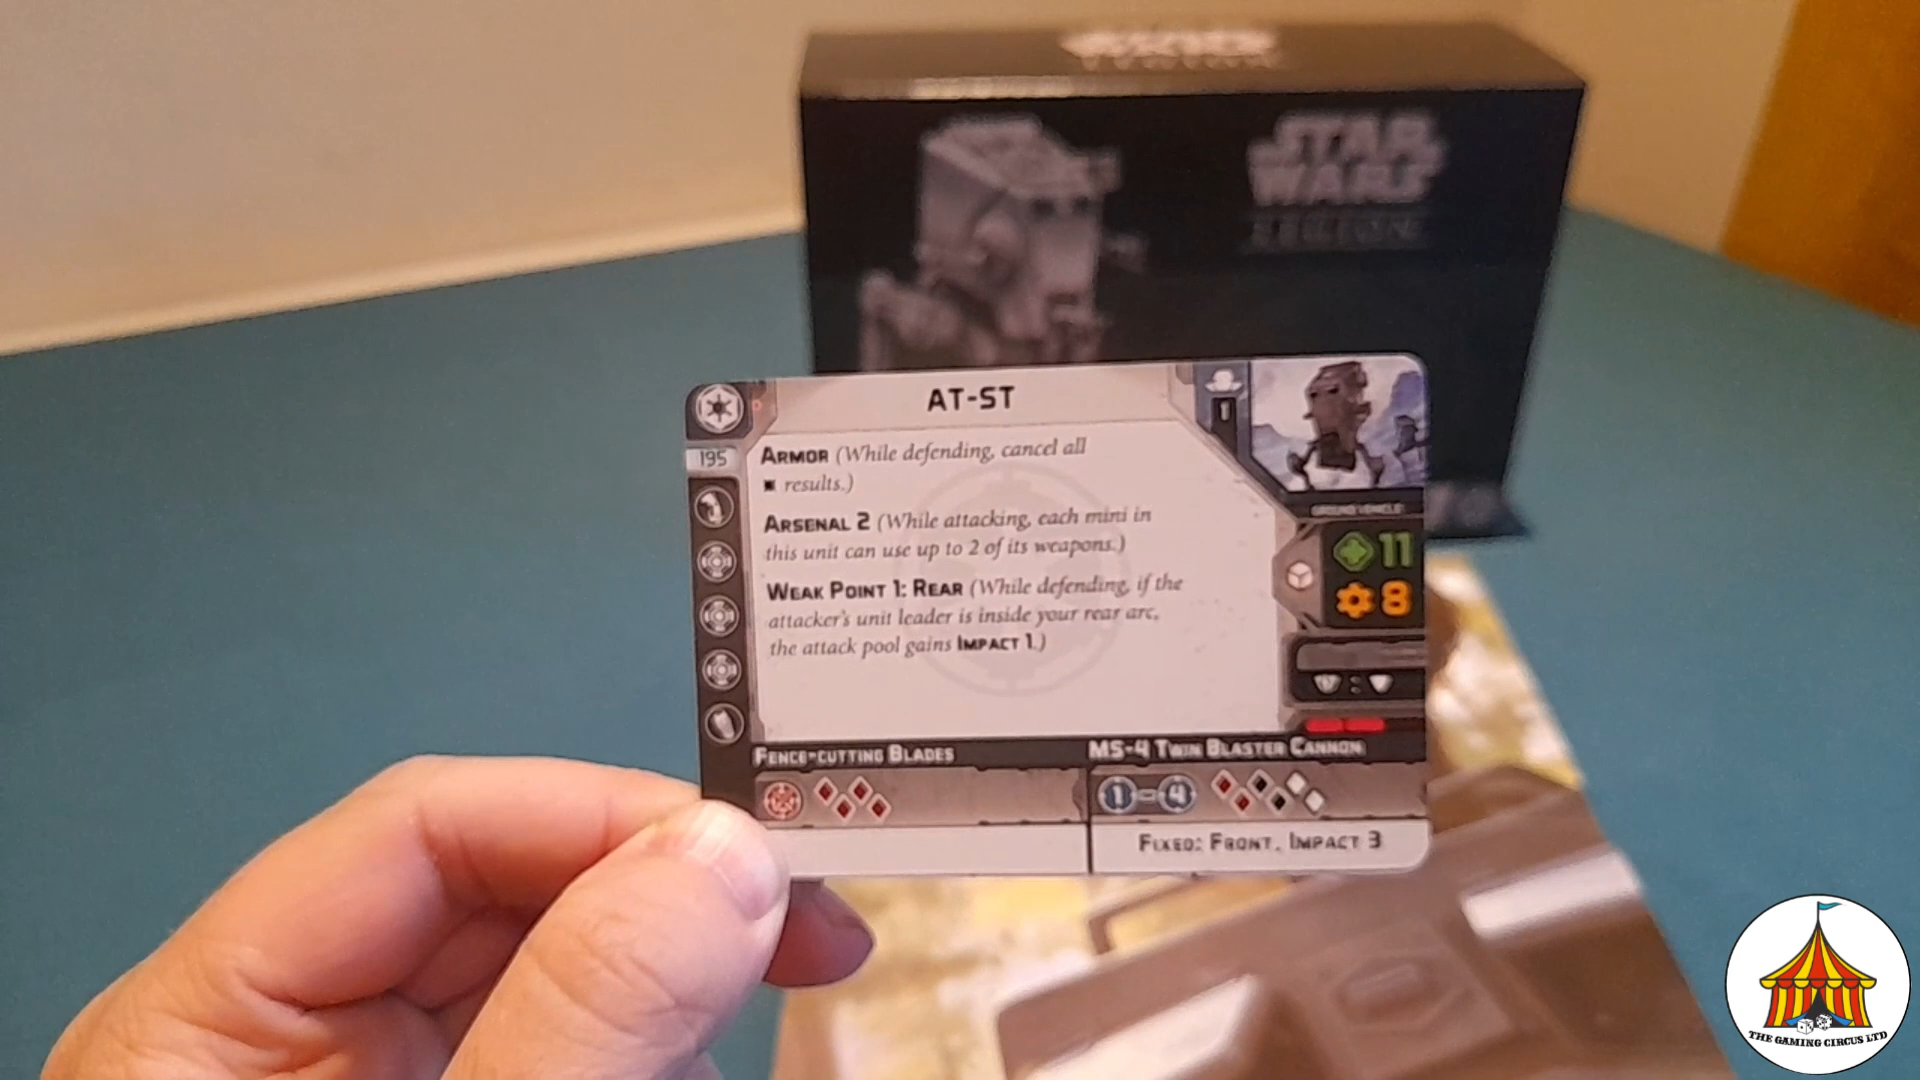 STAR
WARS
LEGION
AT-ST
1
195
ARMOR (While defending, cancel all
results.)
ARSENAL 2 (While attacking, each mini in
this unit can use up to 2 of its weapons.)
WEAK POINT 1: REAR (While defending, if the
attacker's unit leader is inside your rear arc,
the attack pool gains IMPACT 1.)
GROUND VEHICLE
11
8
FENCE-CUTTING BLADES
MS-4 TWIN BLASTER CANNON
1-4
FIXED: FRONT, IMPACT 3
THE GAMING CIRCUS LTD